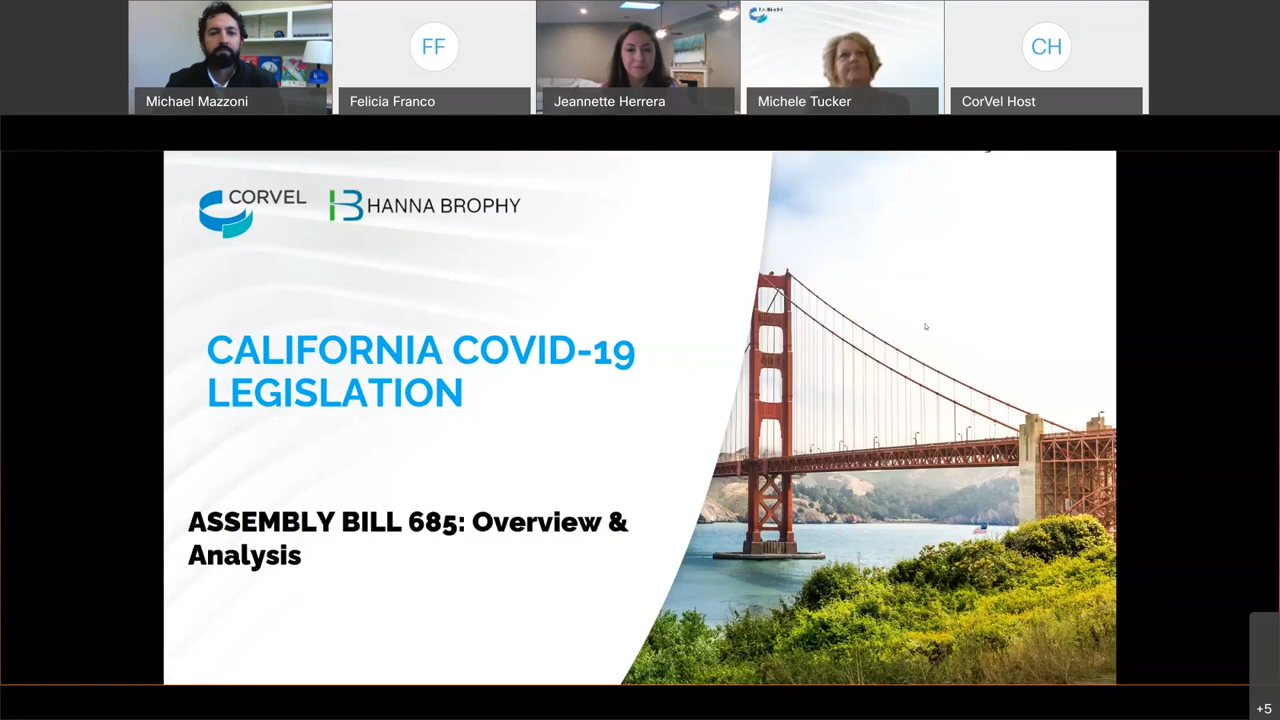 Michael Mazzoni
FF
Felicia Franco
Jeannette Herrera
Michele Tucker
CH
CorVel Host
CORVEL
HB HANNA BROPHY
CALIFORNIA COVID-19
LEGISLATION
ASSEMBLY BILL 685: Overview &
Analysis
+5